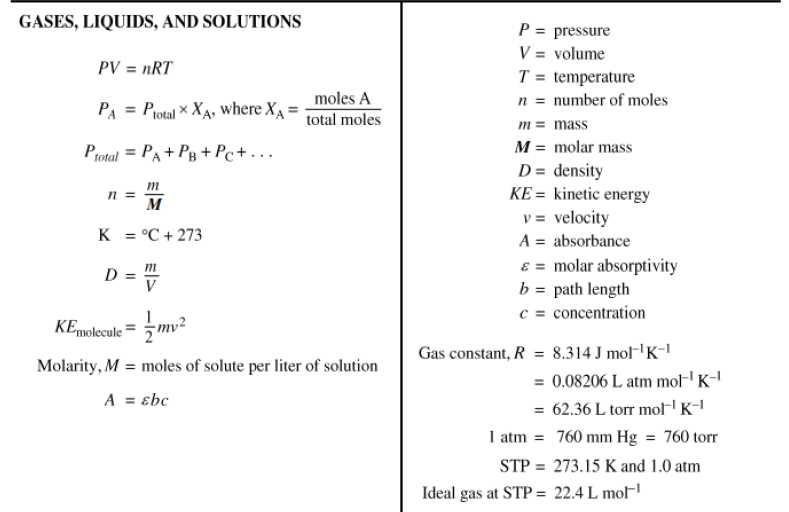 GASES, LIQUIDS, AND SOLUTIONS
PV = nRT
P_A = P_total × X_A, where X_A = moles A / total moles
P_total = P_A + P_B + P_C + . . .
n = m / M
K = °C + 273
D = m / V
KE_molecule = 1/2 mv²
Molarity, M = moles of solute per liter of solution
A = εbc
P = pressure
V = volume
T = temperature
n = number of moles
m = mass
M = molar mass
D = density
KE = kinetic energy
v = velocity
A = absorbance
ε = molar absorptivity
b = path length
c = concentration
Gas constant, R = 8.314 J mol⁻¹ K⁻¹
= 0.08206 L atm mol⁻¹ K⁻¹
= 62.36 L torr mol⁻¹ K⁻¹
1 atm = 760 mm Hg = 760 torr
STP = 273.15 K and 1.0 atm
Ideal gas at STP = 22.4 L mol⁻¹